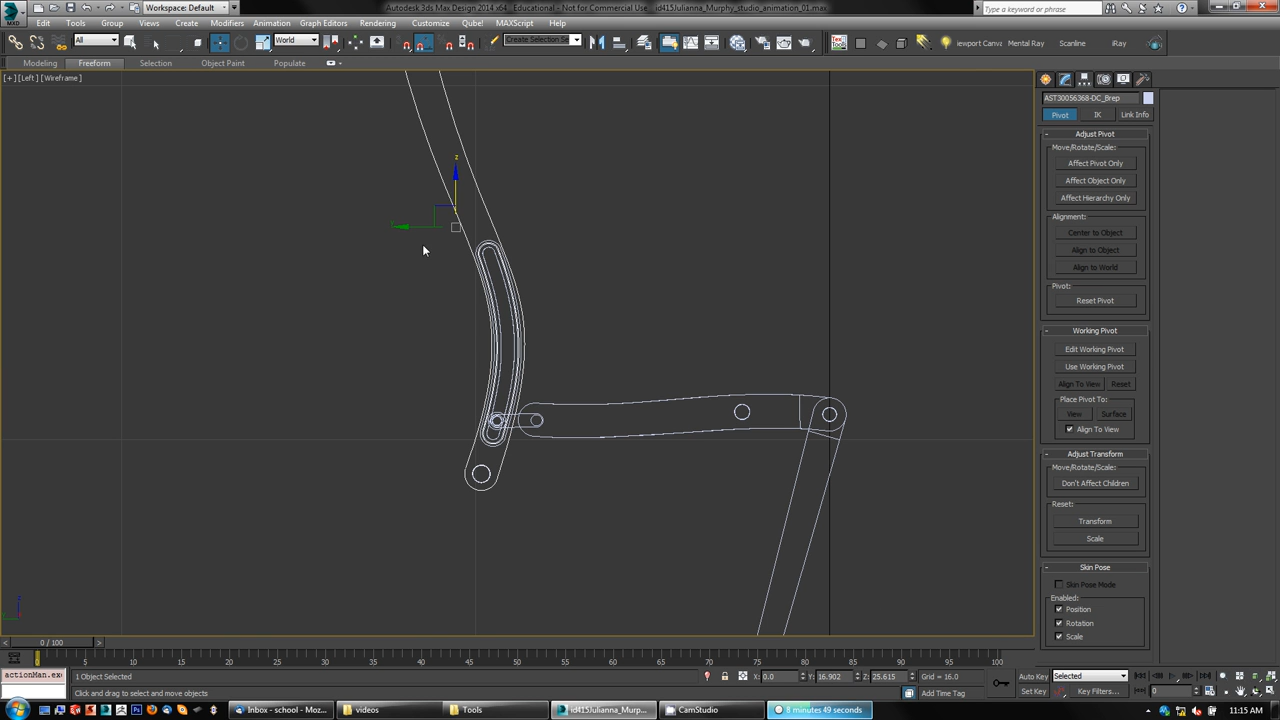 Autodesk 3ds Max Design 2014 x64 - Educational - Not for Commercial Use id415Julianna_Murphy_studio_animation_01.max
Workspace: Default
Type a keyword or phrase
MXD
Edit Tools Group Views Create Modifiers Animation Graph Editors Rendering Customize Qube! MAXScript Help
All World Create Selection Se iewport Canva Mental Ray Scanline iRay
Modeling Freeform Selection Object Paint Populate
[+] [Left] [Wireframe]
z
AST30056368-DC_Brep
Pivot IK Link Info
- Adjust Pivot
Move/Rotate/Scale:
Affect Pivot Only
Affect Object Only
Affect Hierarchy Only
Alignment:
Center to Object
Align to Object
Align to World
Pivot:
Reset Pivot
- Working Pivot
Edit Working Pivot
Use Working Pivot
Align To View Reset
Place Pivot To:
View Surface
Align To View
- Adjust Transform
Move/Rotate/Scale:
Don't Affect Children
Reset:
Transform
Scale
- Skin Pose
Skin Pose Mode
Enabled:
Position
Rotation
Scale
< 0 / 100 >
0 5 10 15 20 25 30 35 40 45 50 55 60 65 70 75 80 85 90 95 100
actionMan.exe 1 Object Selected X: 0.0 Y: 16.902 Z: 25.615 Grid = 16.0 Auto Key Selected
Click and drag to select and move objects Add Time Tag Set Key Key Filters... 0
Inbox - school - Moz... videos Tools id415Julianna_Murp... CamStudio 8 minutes 49 seconds 11:15 AM